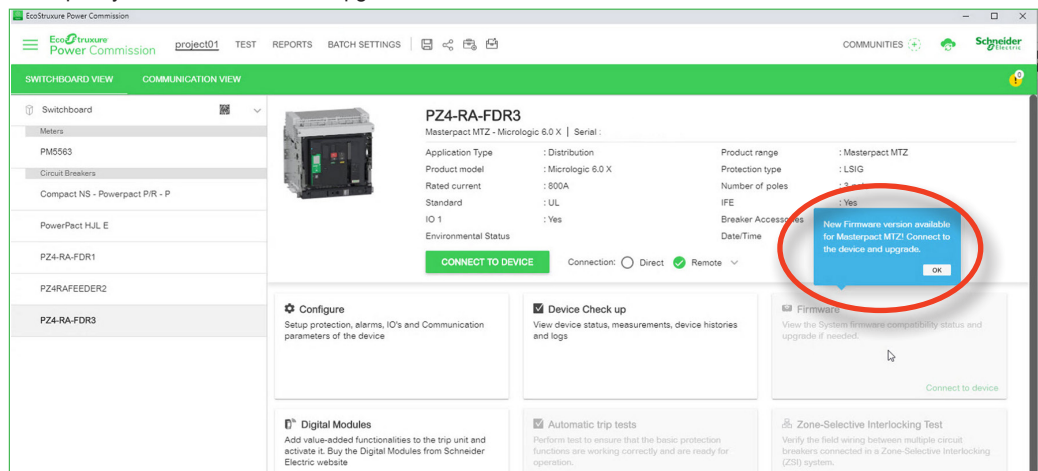 EcoStruxure Power Commission
EcoStruxure
Power Commission
project01 TEST REPORTS BATCH SETTINGS
COMMUNITIES
Schneider
Electric
SWITCHBOARD VIEW COMMUNICATION VIEW
Switchboard
Meters
PM5563
Circuit Breakers
Compact NS - Powerpact P/R - P
PowerPact HJL E
PZ4-RA-FDR1
PZ4RAFEEDER2
PZ4-RA-FDR3
PZ4-RA-FDR3
Masterpact MTZ - Micrologic 6.0 X | Serial :
Application Type : Distribution
Product model : Micrologic 6.0 X
Rated current : 800A
Standard : UL
IO 1 : Yes
Environmental Status
Product range : Masterpact MTZ
Protection type : LSIG
Number of poles
IFE : Yes
Breaker Accessories
Date/Time
New Firmware version available
for Masterpact MTZ! Connect to
the device and upgrade.
OK
CONNECT TO DEVICE Connection: Direct Remote
Configure
Setup protection, alarms, IO's and Communication
parameters of the device
Device Check up
View device status, measurements, device histories
and logs
Firmware
View the System firmware compatibility status and
upgrade if needed.
Connect to device
Digital Modules
Add value-added functionalities to the trip unit and
activate it. Buy the Digital Modules from Schneider
Electric website
Automatic trip tests
Perform test to ensure that the basic protection
functions are working correctly and are ready for
operation.
Zone-Selective Interlocking Test
Verify the field wiring between multiple circuit
breakers connected in a Zone-Selective Interlocking
(ZSI) system.